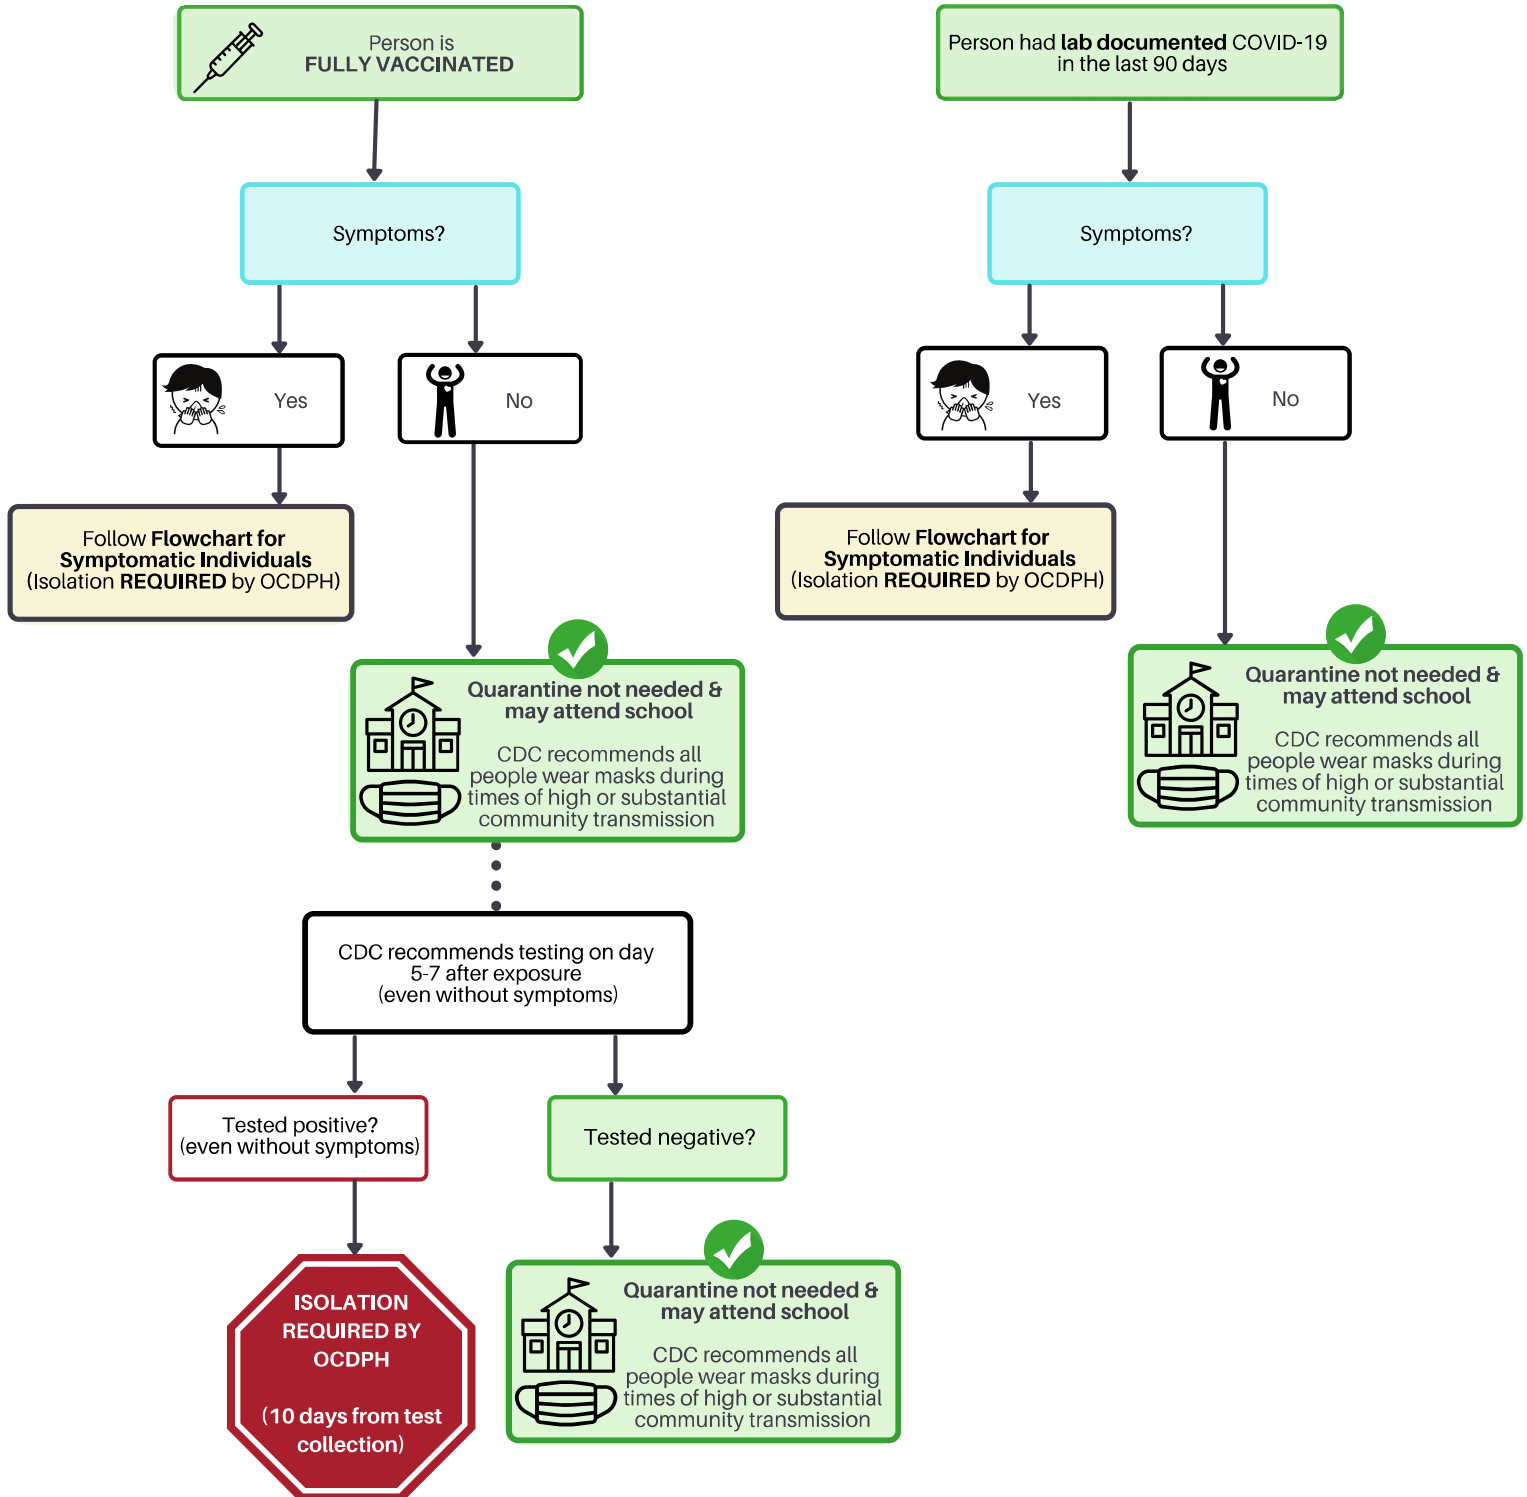 Person is
FULLY VACCINATED
Symptoms?
Yes
No
Follow Flowchart for
Symptomatic Individuals
(Isolation REQUIRED by OCDPH)
Quarantine not needed &
may attend school
CDC recommends all
people wear masks during
times of high or substantial
community transmission
CDC recommends testing on day
5-7 after exposure
(even without symptoms)
Tested positive?
(even without symptoms)
Tested negative?
ISOLATION
REQUIRED BY
OCDPH
(10 days from test
collection)
Quarantine not needed &
may attend school
CDC recommends all
people wear masks during
times of high or substantial
community transmission
Person had lab documented COVID-19
in the last 90 days
Symptoms?
Yes
No
Follow Flowchart for
Symptomatic Individuals
(Isolation REQUIRED by OCDPH)
Quarantine not needed &
may attend school
CDC recommends all
people wear masks during
times of high or substantial
community transmission